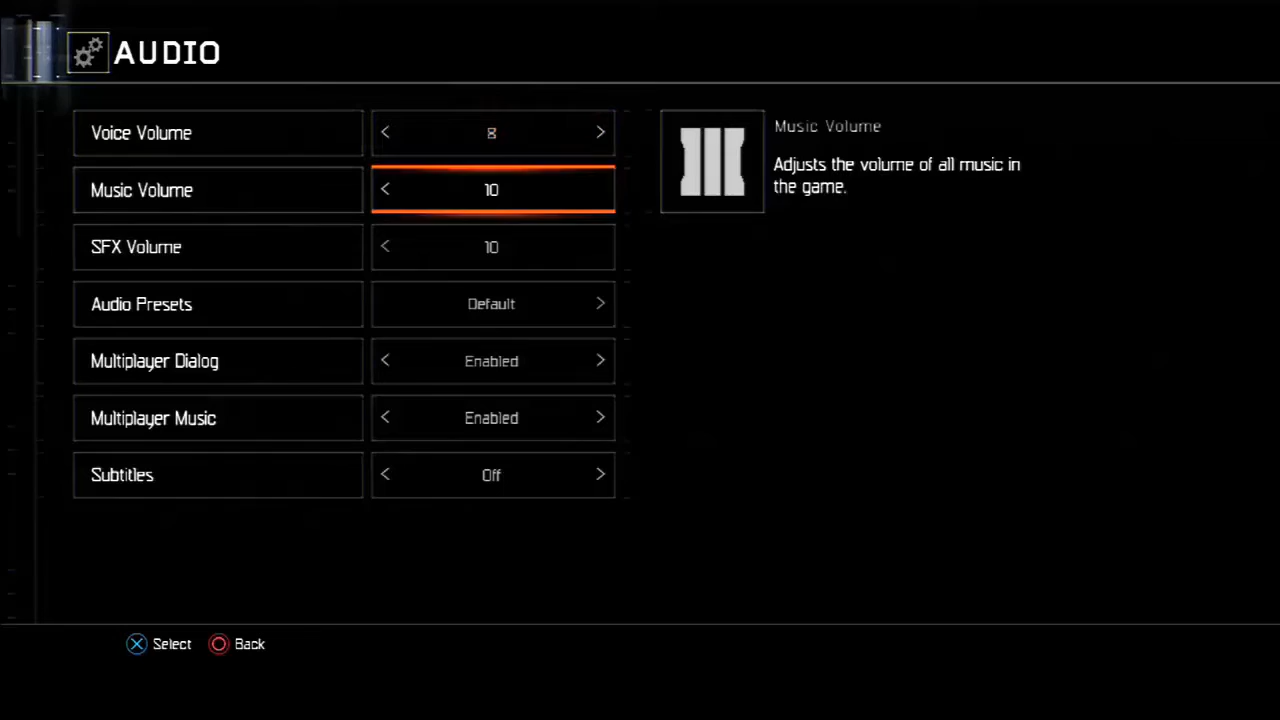 AUDIO
Voice Volume < 8 >
Music Volume < 10
SFX Volume < 10
Audio Presets Default >
Multiplayer Dialog < Enabled >
Multiplayer Music < Enabled >
Subtitles < Off >
Music Volume
Adjusts the volume of all music in
the game.
Select Back